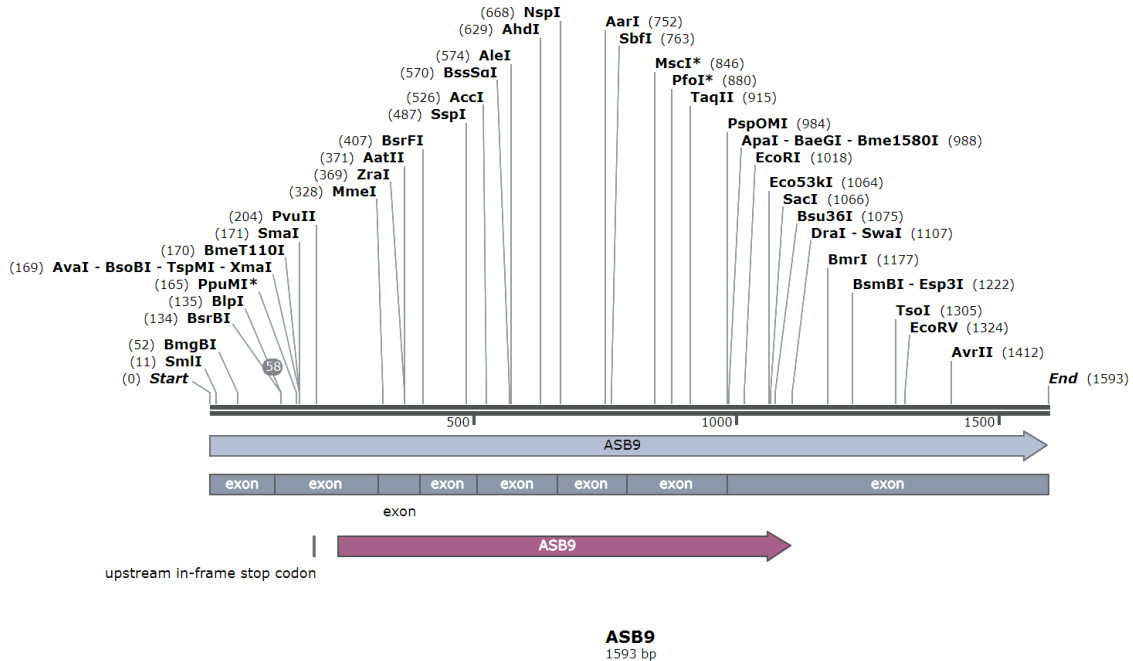 (668) NspI
(629) AhdI
(574) AleI
(570) BssSαI
(526) AccI
(487) SspI
(407) BsrFI
(371) AatII
(369) ZraI
(328) MmeI
(204) PvuII
(171) SmaI
(170) BmeT110I
(169) AvaI - BsoBI - TspMI - XmaI
(165) PpuMI*
(135) BlpI
(134) BsrBI
58
(52) BmgBI
(11) SmlI
(0) Start
AarI (752)
SbfI (763)
MscI* (846)
PfoI* (880)
TaqII (915)
PspOMI (984)
ApaI - BaeGI - Bme1580I (988)
EcoRI (1018)
Eco53kI (1064)
SacI (1066)
Bsu36I (1075)
DraI - SwaI (1107)
BmrI (1177)
BsmBI - Esp3I (1222)
TsoI (1305)
EcoRV (1324)
AvrII (1412)
End (1593)
500 1000 1500
ASB9
exon exon exon exon exon exon exon
exon
ASB9
upstream in-frame stop codon
ASB9
1593 bp